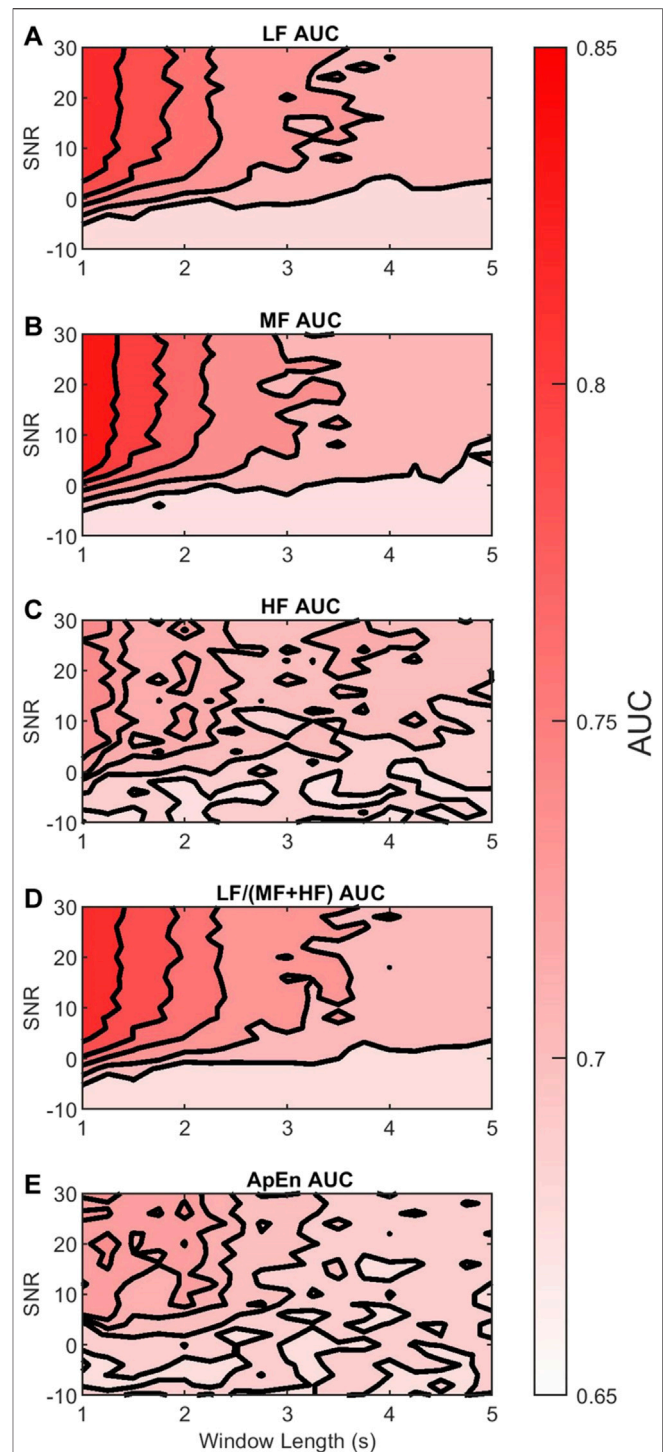 A
LF AUC
30
20
10
0
-10
SNR
1 2 3 4 5
B
MF AUC
30
20
10
0
-10
SNR
1 2 3 4 5
C
HF AUC
30
20
10
0
-10
SNR
1 2 3 4 5
D
LF/(MF+HF) AUC
30
20
10
0
-10
SNR
1 2 3 4 5
E
ApEn AUC
30
20
10
0
-10
SNR
1 2 3 4 5
Window Length (s)
0.85
0.8
0.75
0.7
0.65
AUC